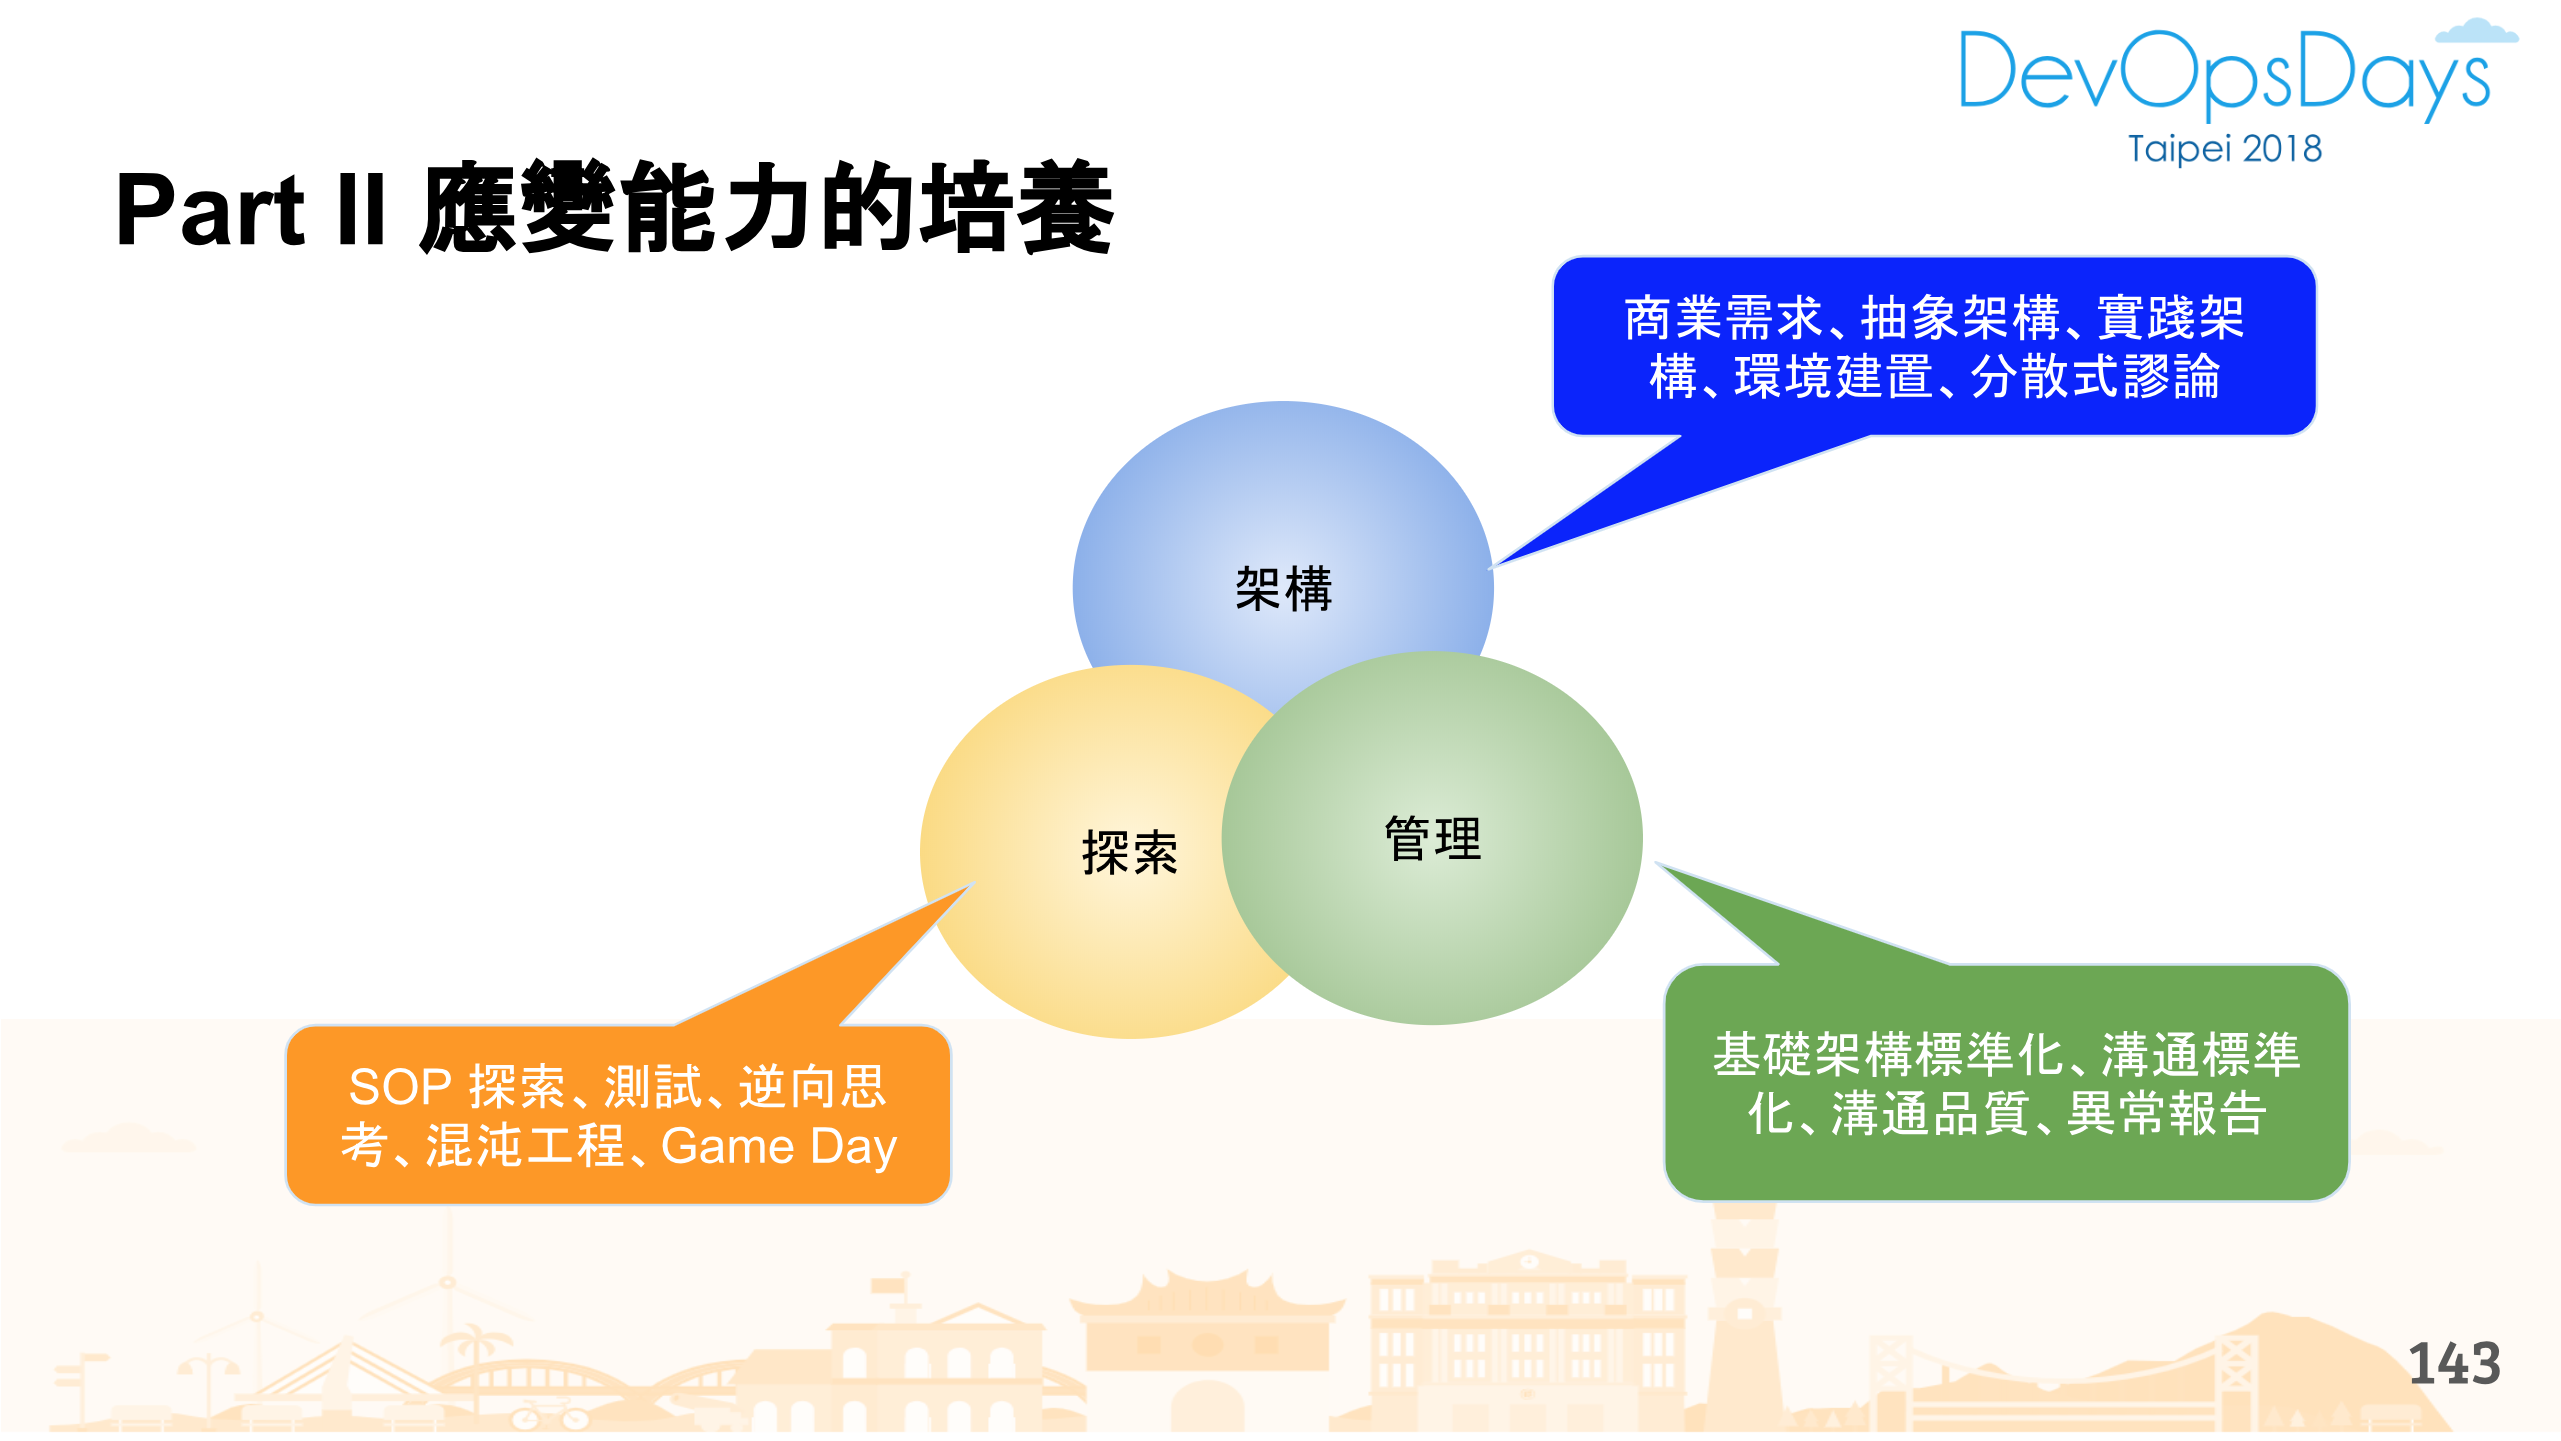 DevOpsDays
Taipei 2018
Part II 應變能力的培養
商業需求、抽象架構、實踐架
構、環境建置、分散式謬論
架構
探索
管理
SOP 探索、測試、逆向思
考、混沌工程、Game Day
基礎架構標準化、溝通標準
化、溝通品質、異常報告
143